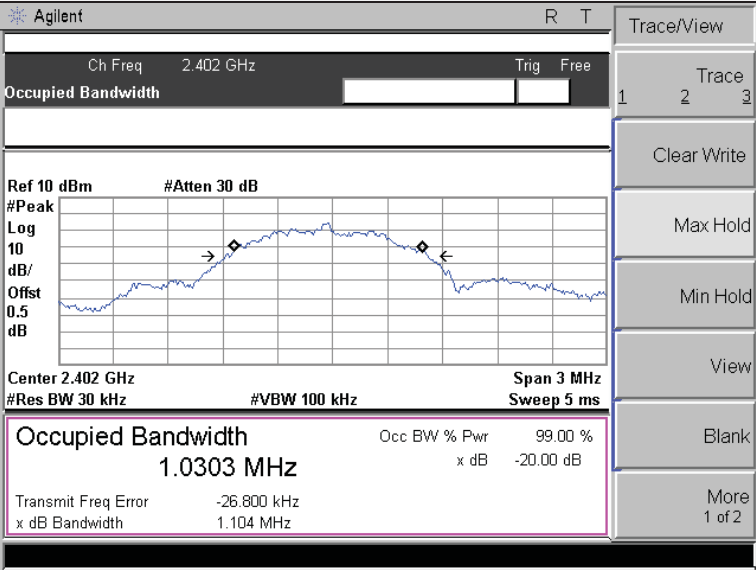 Agilent R T
Trace/View
Ch Freq 2.402 GHz Trig Free
Occupied Bandwidth
Trace
1 2 3
Clear Write
Max Hold
Min Hold
View
Blank
More
1 of 2
Ref 10 dBm #Atten 30 dB
#Peak
Log
10
dB/
Offst
0.5
dB
Center 2.402 GHz Span 3 MHz
#Res BW 30 kHz #VBW 100 kHz Sweep 5 ms
Occupied Bandwidth
1.0303 MHz
Occ BW % Pwr 99.00 %
x dB -20.00 dB
Transmit Freq Error -26.800 kHz
x dB Bandwidth 1.104 MHz